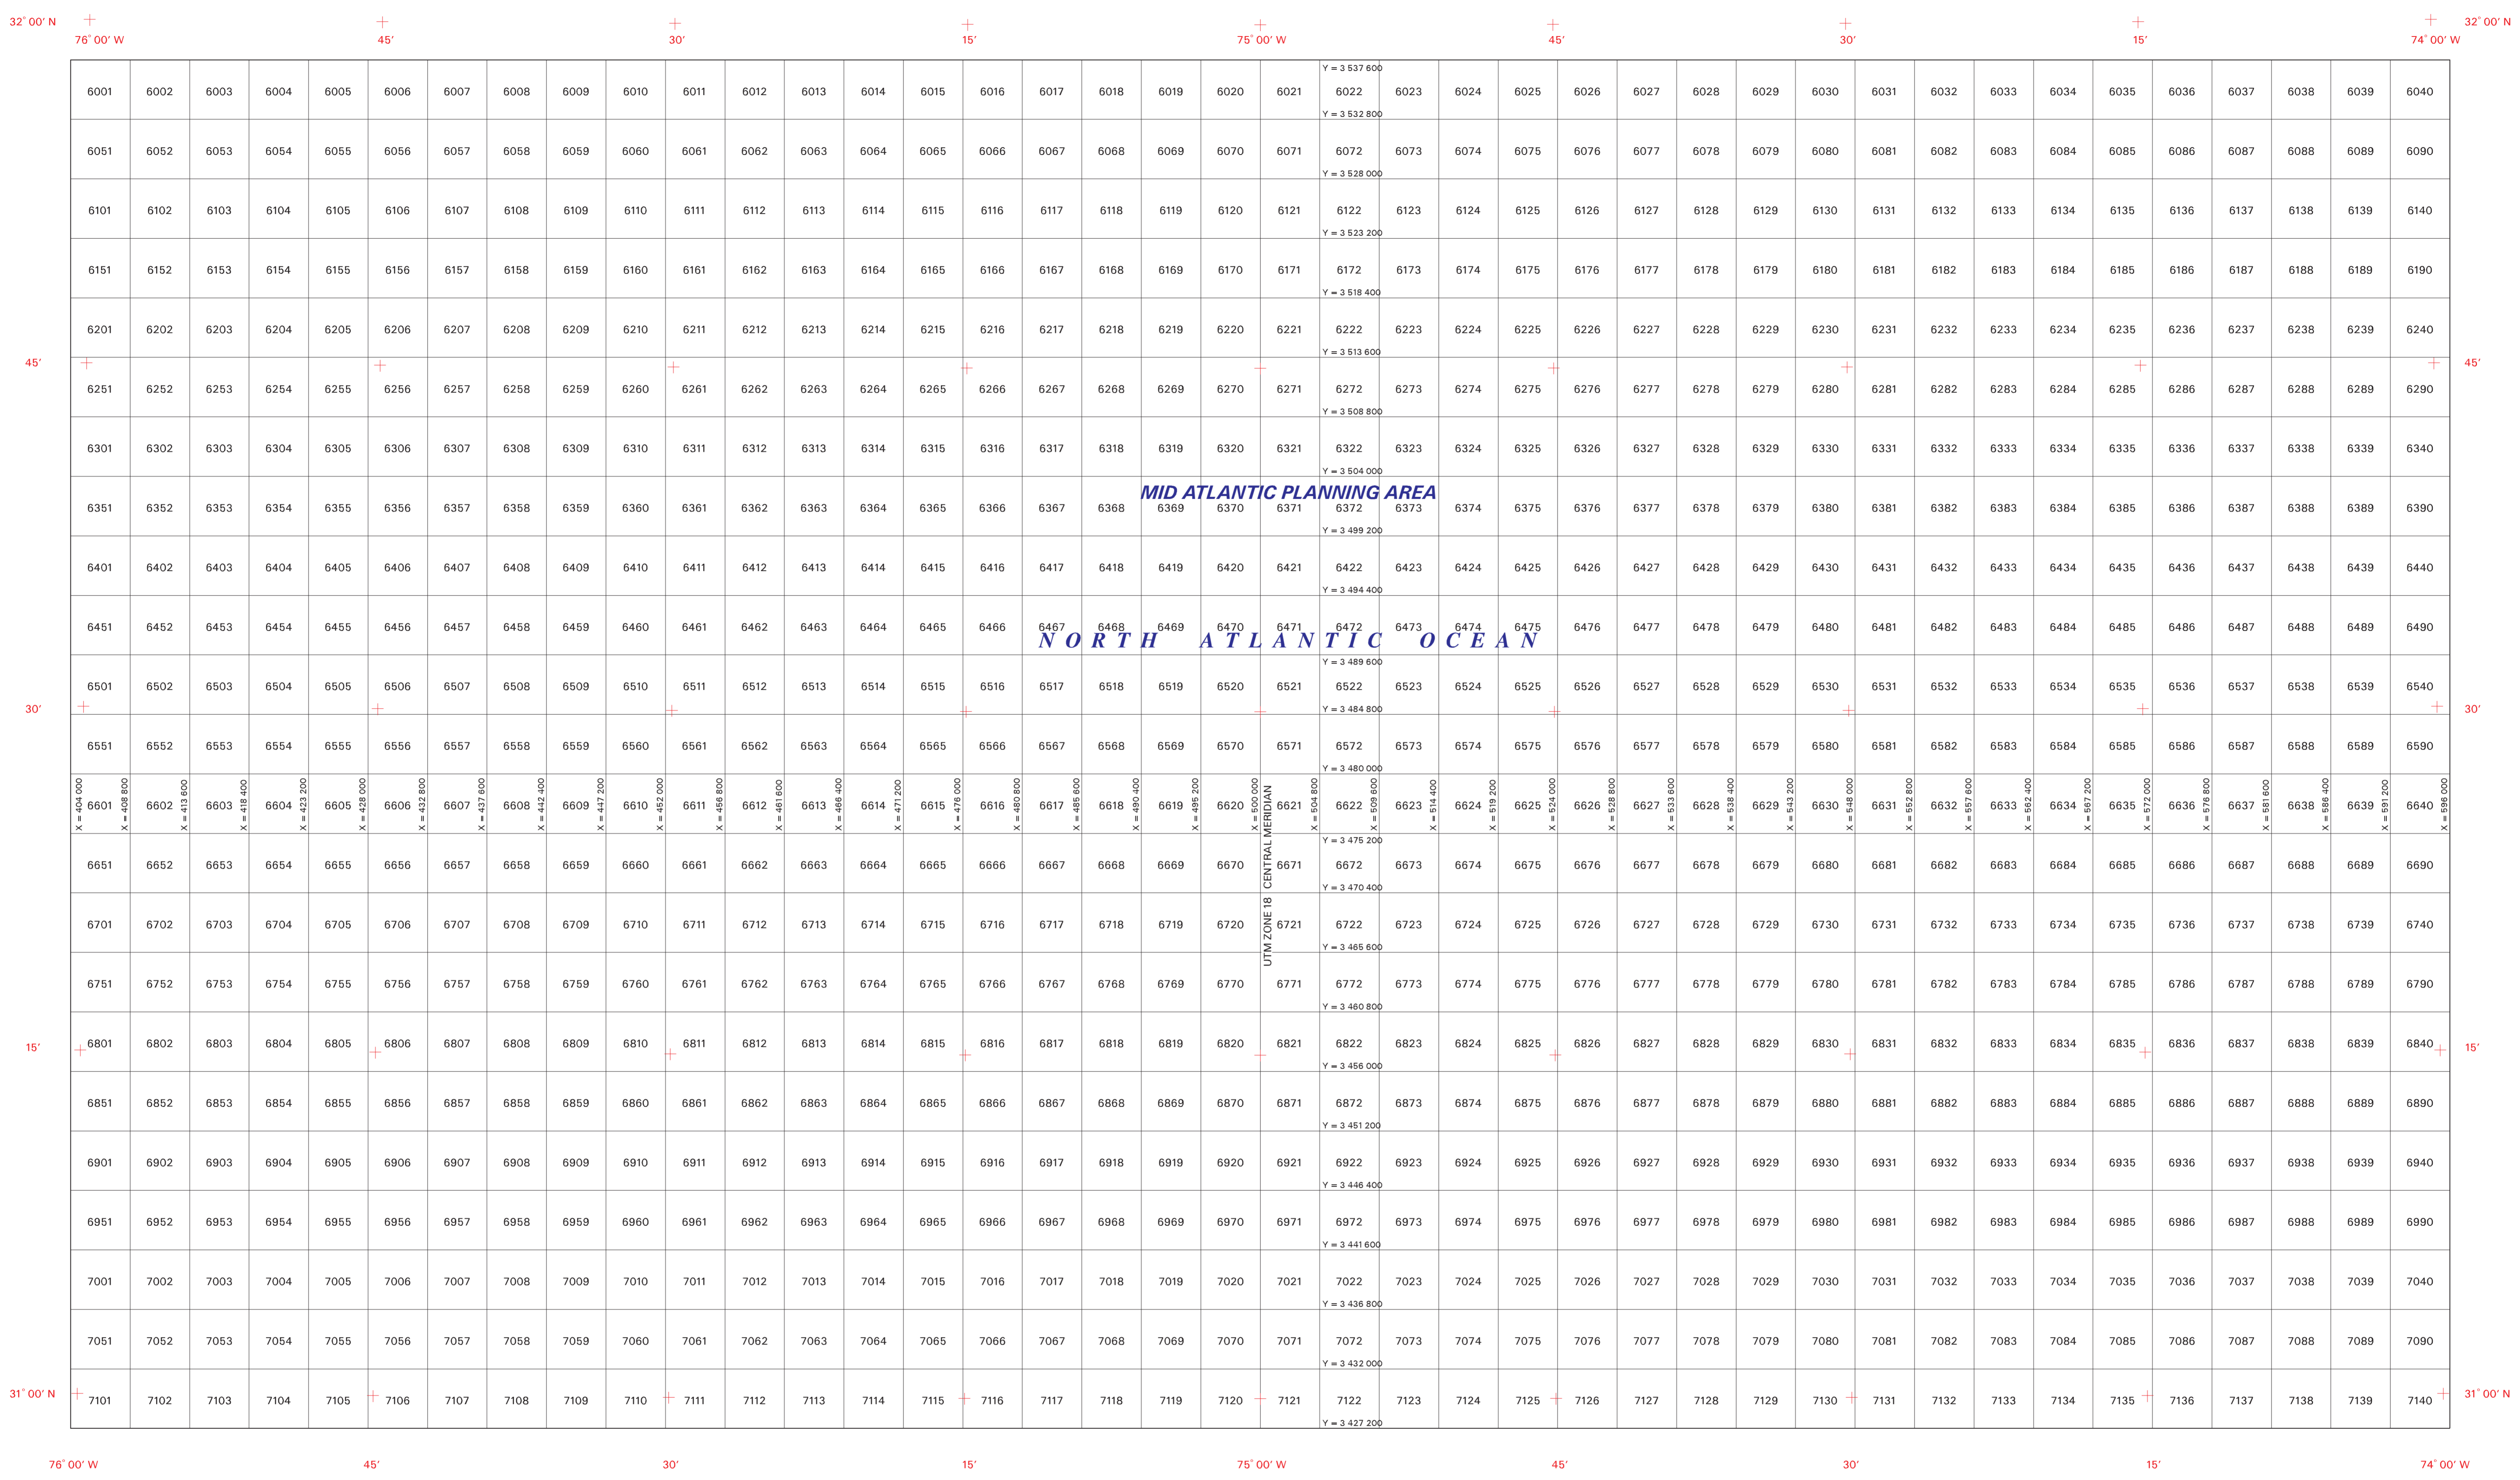 32° 00' N 32° 00' N
76° 00' W 45' 30' 15' 75° 00' W 45' 30' 15' 74° 00' W
Y = 3 537 600
6001 6002 6003 6004 6005 6006 6007 6008 6009 6010 6011 6012 6013 6014 6015 6016 6017 6018 6019 6020 6021 6022 6023 6024 6025 6026 6027 6028 6029 6030 6031 6032 6033 6034 6035 6036 6037 6038 6039 6040
Y = 3 532 800
6051 6052 6053 6054 6055 6056 6057 6058 6059 6060 6061 6062 6063 6064 6065 6066 6067 6068 6069 6070 6071 6072 6073 6074 6075 6076 6077 6078 6079 6080 6081 6082 6083 6084 6085 6086 6087 6088 6089 6090
Y = 3 528 000
6101 6102 6103 6104 6105 6106 6107 6108 6109 6110 6111 6112 6113 6114 6115 6116 6117 6118 6119 6120 6121 6122 6123 6124 6125 6126 6127 6128 6129 6130 6131 6132 6133 6134 6135 6136 6137 6138 6139 6140
Y = 3 523 200
6151 6152 6153 6154 6155 6156 6157 6158 6159 6160 6161 6162 6163 6164 6165 6166 6167 6168 6169 6170 6171 6172 6173 6174 6175 6176 6177 6178 6179 6180 6181 6182 6183 6184 6185 6186 6187 6188 6189 6190
Y = 3 518 400
6201 6202 6203 6204 6205 6206 6207 6208 6209 6210 6211 6212 6213 6214 6215 6216 6217 6218 6219 6220 6221 6222 6223 6224 6225 6226 6227 6228 6229 6230 6231 6232 6233 6234 6235 6236 6237 6238 6239 6240
Y = 3 513 600
45' 45'
6251 6252 6253 6254 6255 6256 6257 6258 6259 6260 6261 6262 6263 6264 6265 6266 6267 6268 6269 6270 6271 6272 6273 6274 6275 6276 6277 6278 6279 6280 6281 6282 6283 6284 6285 6286 6287 6288 6289 6290
Y = 3 508 800
6301 6302 6303 6304 6305 6306 6307 6308 6309 6310 6311 6312 6313 6314 6315 6316 6317 6318 6319 6320 6321 6322 6323 6324 6325 6326 6327 6328 6329 6330 6331 6332 6333 6334 6335 6336 6337 6338 6339 6340
Y = 3 504 000
MID ATLANTIC PLANNING AREA
6351 6352 6353 6354 6355 6356 6357 6358 6359 6360 6361 6362 6363 6364 6365 6366 6367 6368 6369 6370 6371 6372 6373 6374 6375 6376 6377 6378 6379 6380 6381 6382 6383 6384 6385 6386 6387 6388 6389 6390
Y = 3 499 200
6401 6402 6403 6404 6405 6406 6407 6408 6409 6410 6411 6412 6413 6414 6415 6416 6417 6418 6419 6420 6421 6422 6423 6424 6425 6426 6427 6428 6429 6430 6431 6432 6433 6434 6435 6436 6437 6438 6439 6440
Y = 3 494 400
6451 6452 6453 6454 6455 6456 6457 6458 6459 6460 6461 6462 6463 6464 6465 6466 6467 6468 6469 6470 6471 6472 6473 6474 6475 6476 6477 6478 6479 6480 6481 6482 6483 6484 6485 6486 6487 6488 6489 6490
NORTH ATLANTIC OCEAN
Y = 3 489 600
6501 6502 6503 6504 6505 6506 6507 6508 6509 6510 6511 6512 6513 6514 6515 6516 6517 6518 6519 6520 6521 6522 6523 6524 6525 6526 6527 6528 6529 6530 6531 6532 6533 6534 6535 6536 6537 6538 6539 6540
30' Y = 3 484 800 30'
6551 6552 6553 6554 6555 6556 6557 6558 6559 6560 6561 6562 6563 6564 6565 6566 6567 6568 6569 6570 6571 6572 6573 6574 6575 6576 6577 6578 6579 6580 6581 6582 6583 6584 6585 6586 6587 6588 6589 6590
Y = 3 480 000
X = 404 000 X = 408 800 X = 413 600 X = 418 400 X = 423 200 X = 428 000 X = 432 800 X = 437 600 X = 442 400 X = 447 200 X = 452 000 X = 456 800 X = 461 600 X = 466 400 X = 471 200 X = 476 000 X = 480 800 X = 485 600 X = 490 400 X = 495 200 X = 500 000 X = 504 800 X = 509 600 X = 514 400 X = 519 200 X = 524 000 X = 528 800 X = 533 600 X = 538 400 X = 543 200 X = 548 000 X = 552 800 X = 557 600 X = 562 400 X = 567 200 X = 572 000 X = 576 800 X = 581 600 X = 586 400 X = 591 200 X = 596 000
6601 6602 6603 6604 6605 6606 6607 6608 6609 6610 6611 6612 6613 6614 6615 6616 6617 6618 6619 6620 6621 6622 6623 6624 6625 6626 6627 6628 6629 6630 6631 6632 6633 6634 6635 6636 6637 6638 6639 6640
UTM ZONE 18 CENTRAL MERIDIAN
Y = 3 475 200
6651 6652 6653 6654 6655 6656 6657 6658 6659 6660 6661 6662 6663 6664 6665 6666 6667 6668 6669 6670 6671 6672 6673 6674 6675 6676 6677 6678 6679 6680 6681 6682 6683 6684 6685 6686 6687 6688 6689 6690
Y = 3 470 400
6701 6702 6703 6704 6705 6706 6707 6708 6709 6710 6711 6712 6713 6714 6715 6716 6717 6718 6719 6720 6721 6722 6723 6724 6725 6726 6727 6728 6729 6730 6731 6732 6733 6734 6735 6736 6737 6738 6739 6740
Y = 3 465 600
6751 6752 6753 6754 6755 6756 6757 6758 6759 6760 6761 6762 6763 6764 6765 6766 6767 6768 6769 6770 6771 6772 6773 6774 6775 6776 6777 6778 6779 6780 6781 6782 6783 6784 6785 6786 6787 6788 6789 6790
Y = 3 460 800
15' 6801 6802 6803 6804 6805 6806 6807 6808 6809 6810 6811 6812 6813 6814 6815 6816 6817 6818 6819 6820 6821 6822 6823 6824 6825 6826 6827 6828 6829 6830 6831 6832 6833 6834 6835 6836 6837 6838 6839 6840 15'
Y = 3 456 000
6851 6852 6853 6854 6855 6856 6857 6858 6859 6860 6861 6862 6863 6864 6865 6866 6867 6868 6869 6870 6871 6872 6873 6874 6875 6876 6877 6878 6879 6880 6881 6882 6883 6884 6885 6886 6887 6888 6889 6890
Y = 3 451 200
6901 6902 6903 6904 6905 6906 6907 6908 6909 6910 6911 6912 6913 6914 6915 6916 6917 6918 6919 6920 6921 6922 6923 6924 6925 6926 6927 6928 6929 6930 6931 6932 6933 6934 6935 6936 6937 6938 6939 6940
Y = 3 446 400
6951 6952 6953 6954 6955 6956 6957 6958 6959 6960 6961 6962 6963 6964 6965 6966 6967 6968 6969 6970 6971 6972 6973 6974 6975 6976 6977 6978 6979 6980 6981 6982 6983 6984 6985 6986 6987 6988 6989 6990
Y = 3 441 600
7001 7002 7003 7004 7005 7006 7007 7008 7009 7010 7011 7012 7013 7014 7015 7016 7017 7018 7019 7020 7021 7022 7023 7024 7025 7026 7027 7028 7029 7030 7031 7032 7033 7034 7035 7036 7037 7038 7039 7040
Y = 3 436 800
7051 7052 7053 7054 7055 7056 7057 7058 7059 7060 7061 7062 7063 7064 7065 7066 7067 7068 7069 7070 7071 7072 7073 7074 7075 7076 7077 7078 7079 7080 7081 7082 7083 7084 7085 7086 7087 7088 7089 7090
Y = 3 432 000
31° 00' N 7101 7102 7103 7104 7105 7106 7107 7108 7109 7110 7111 7112 7113 7114 7115 7116 7117 7118 7119 7120 7121 7122 7123 7124 7125 7126 7127 7128 7129 7130 7131 7132 7133 7134 7135 7136 7137 7138 7139 7140 31° 00' N
Y = 3 427 200
76° 00' W 45' 30' 15' 75° 00' W 45' 30' 15' 74° 00' W